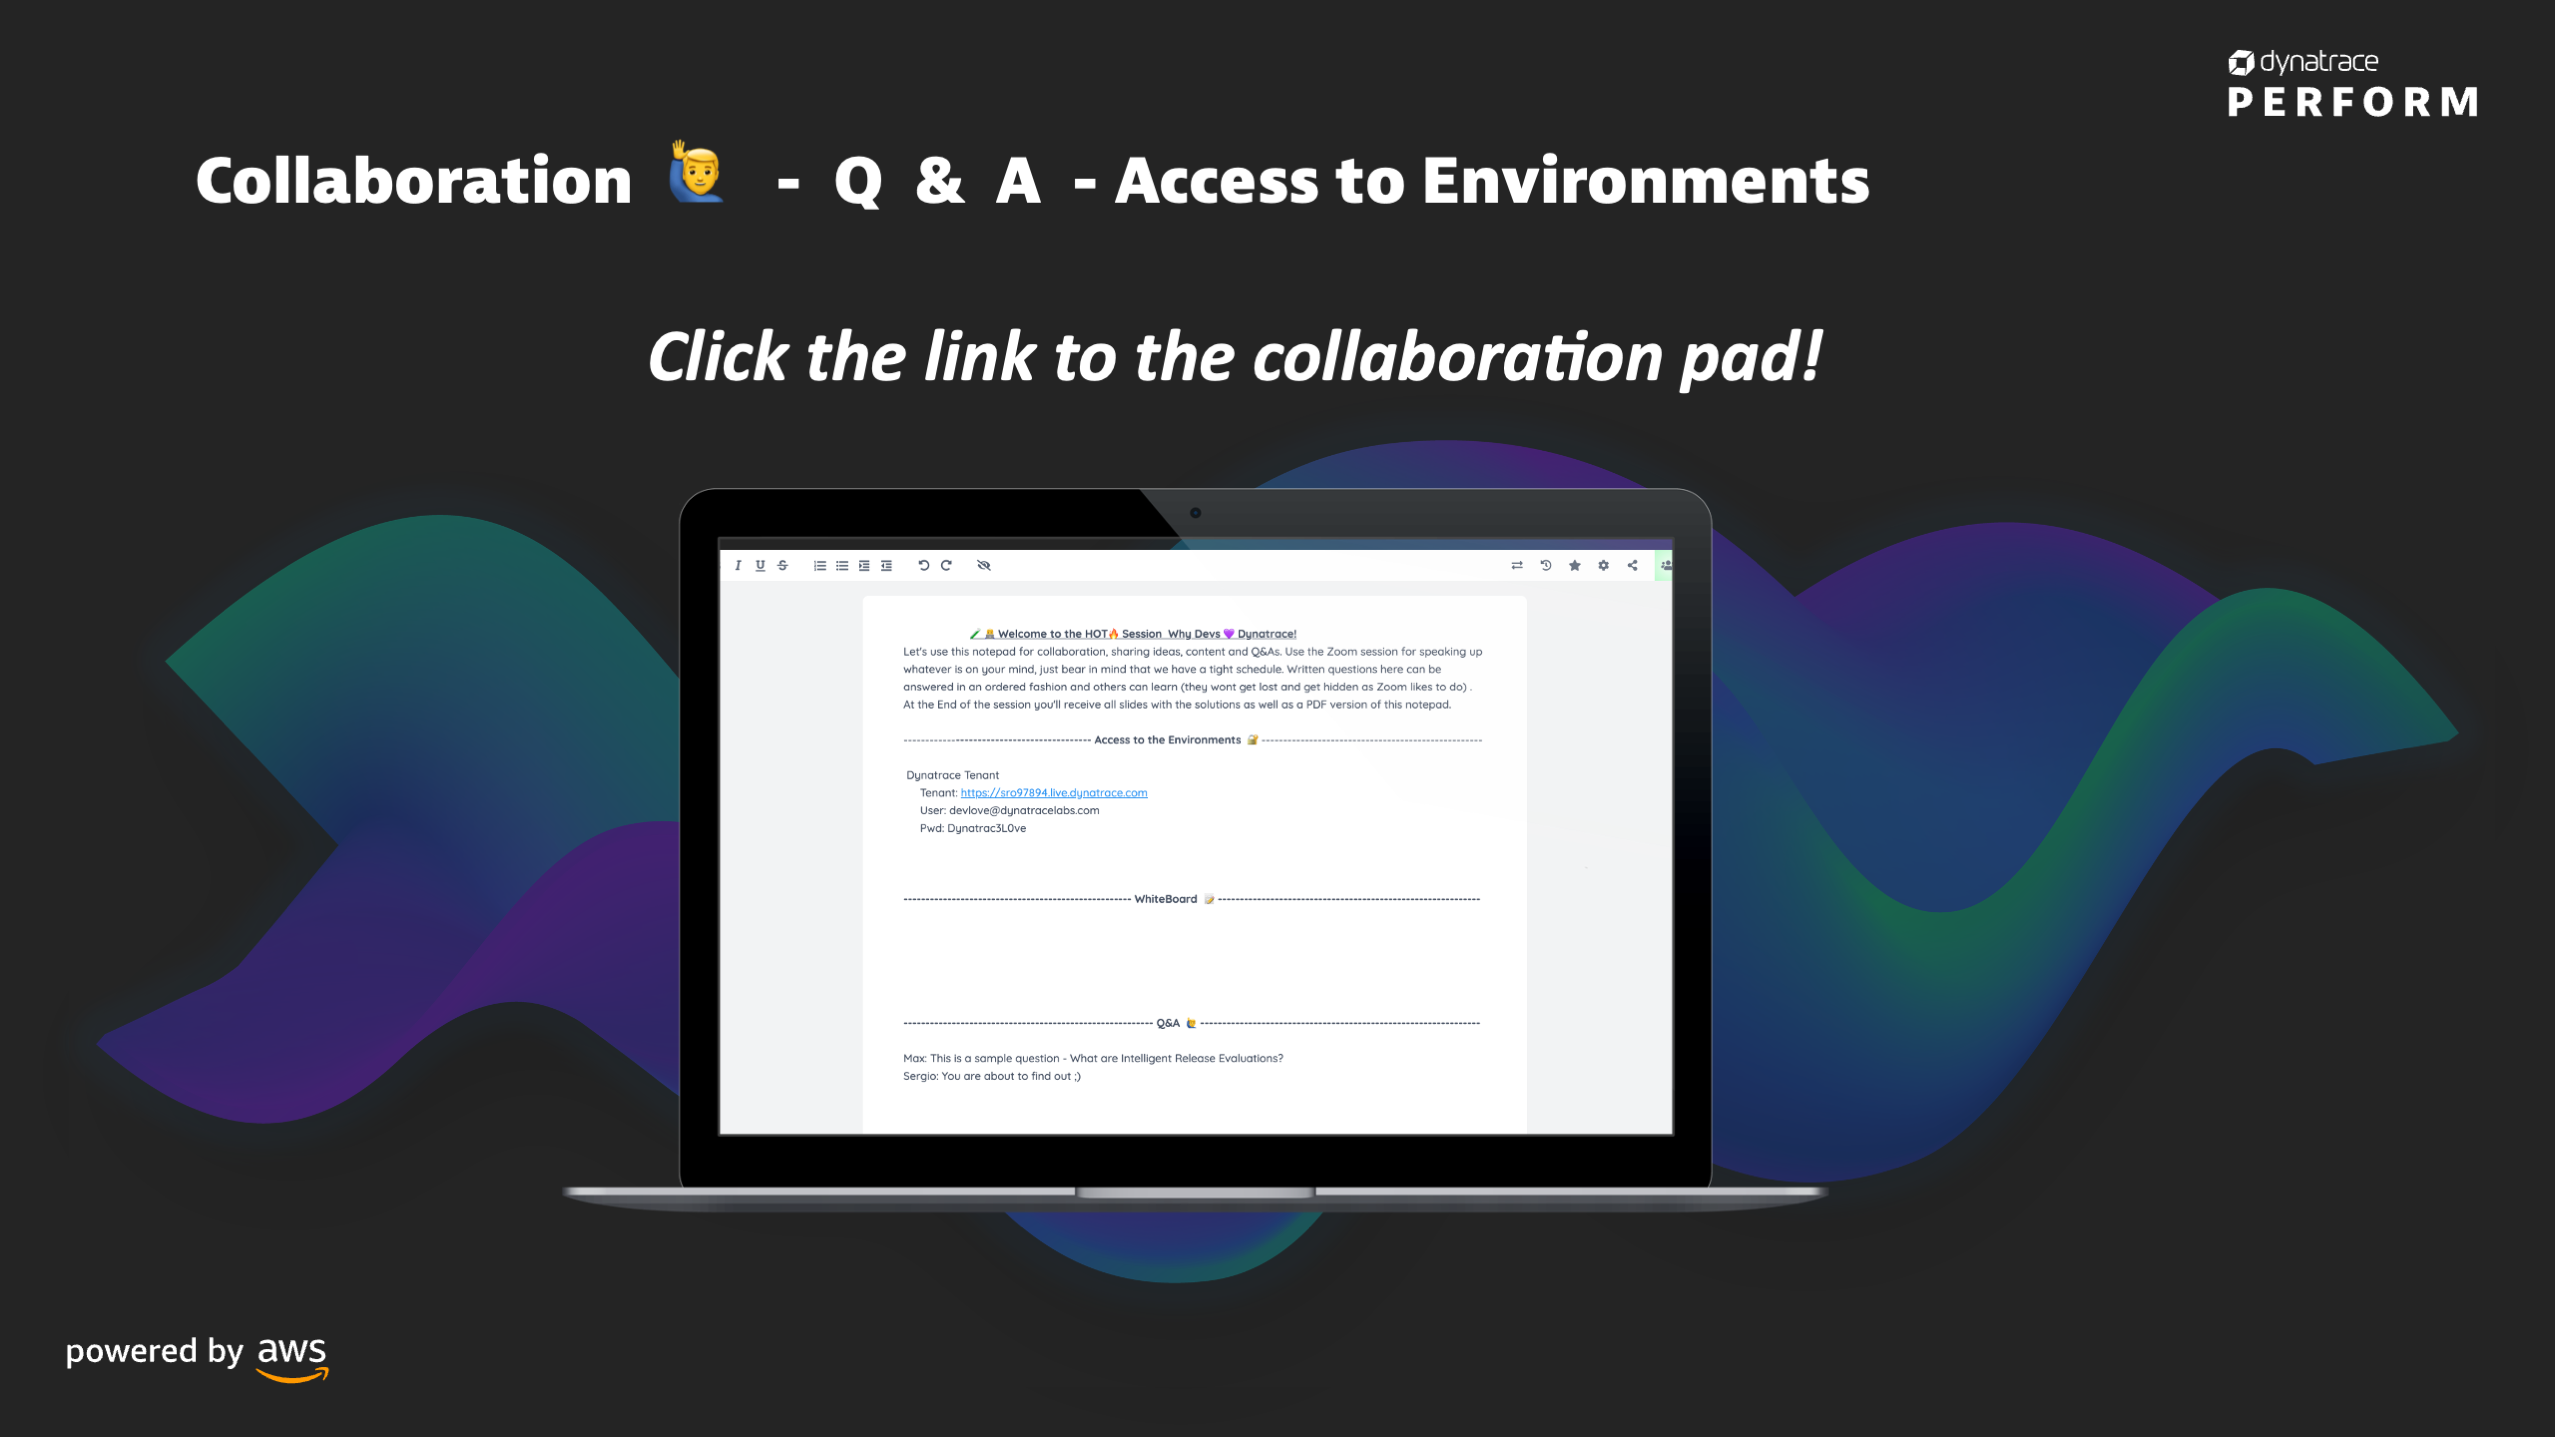 dynatrace
PERFORM
Collaboration 🙋‍♂️ - Q & A - Access to Environments
Click the link to the collaboration pad!
🧪 👩‍💻 Welcome to the HOT🔥 Session Why Devs 💜 Dynatrace!
Let's use this notepad for collaboration, sharing ideas, content and Q&As. Use the Zoom session for speaking up
whatever is on your mind, just bear in mind that we have a tight schedule. Written questions here can be
answered in an ordered fashion and others can learn (they wont get lost and get hidden as Zoom likes to do) .
At the End of the session you'll receive all slides with the solutions as well as a PDF version of this notepad.
------------------------------------------- Access to the Environments 🔐 --------------------------------------------------
Dynatrace Tenant
Tenant: https://sro97894.live.dynatrace.com
User: devlove@dynatracelabs.com
Pwd: Dynatrac3L0ve
---------------------------------------------------- WhiteBoard 📝 ------------------------------------------------------------
--------------------------------------------------------- Q&A 🙋‍♂️ ----------------------------------------------------------------
Max: This is a sample question - What are Intelligent Release Evaluations?
Sergio: You are about to find out ;)
powered by aws